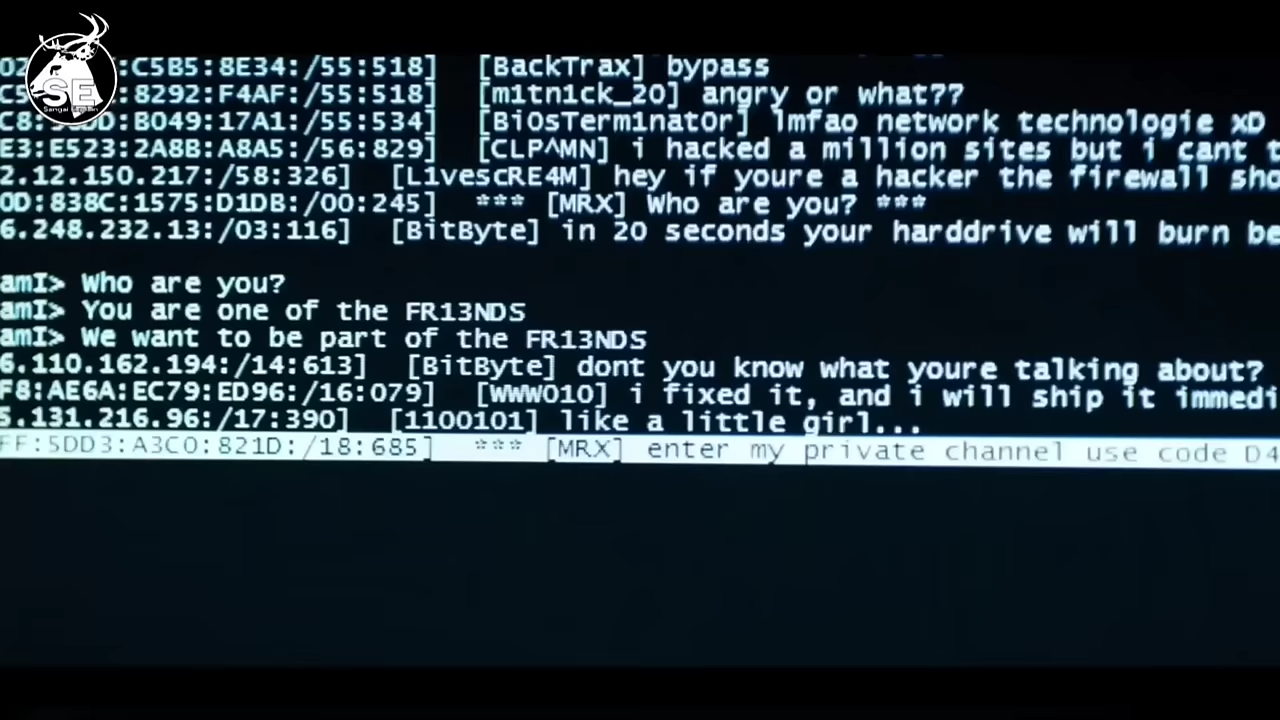 SE
:C5B5:8E34:/55:518] [BackTrax] bypass
:8292:F4AF:/55:518] [m1tn1ck_20] angry or what??
:B049:17A1:/55:534] [BiOsTerm1nat0r] lmfao network technologie xD
E3:E523:2A8B:A8A5:/56:829] [CLP^MN] i hacked a million sites but i cant t
2.12.150.217:/58:326] [L1vescRE4M] hey if youre a hacker the firewall sho
0D:838C:1575:D1DB:/00:245] *** [MRX] Who are you? ***
6.248.232.13:/03:116] [BitByte] in 20 seconds your harddrive will burn be
amI> Who are you?
amI> You are one of the FR13NDS
amI> We want to be part of the FR13NDS
6.110.162.194:/14:613] [BitByte] dont you know what youre talking about?
F8:AE6A:EC79:ED96:/16:079] [WWW010] i fixed it, and i will ship it immedi
5.131.216.96:/17:390] [1100101] like a little girl...
FF:5DD3:A3C0:821D:/18:685] *** [MRX] enter my private channel use code D4